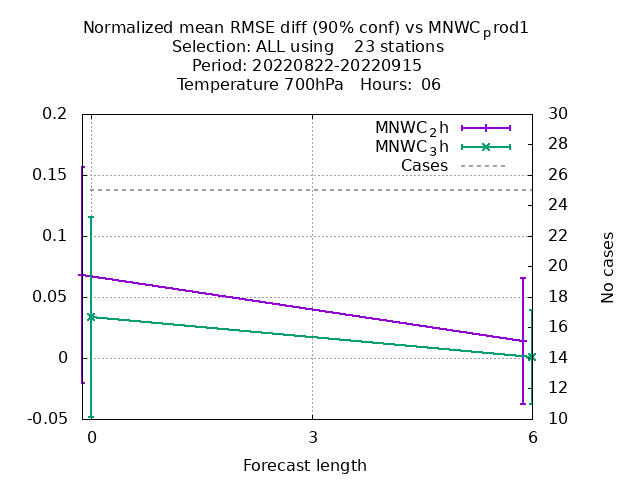 Normalized mean RMSE diff (90% conf) vs MNWCprod1
Selection: ALL using    23 stations
Period: 20220822-20220915
Temperature 700hPa   Hours:  06
0.2
0.15
0.1
0.05
0
-0.05
30
28
26
24
22
20
18
16
14
12
10
MNWC2h
MNWC3h
Cases
No cases
0
3
6
Forecast length